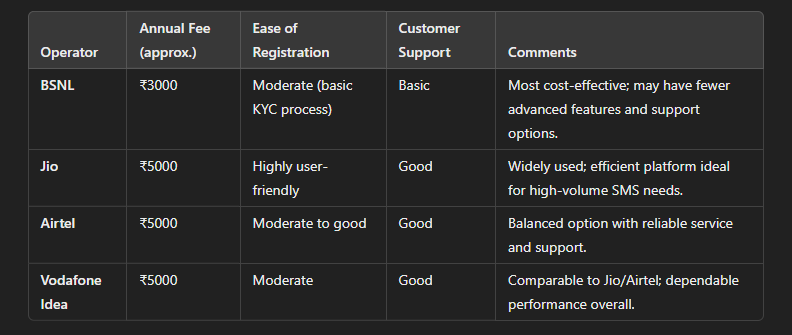 Operator
Annual Fee
(approx.)
Ease of
Registration
Customer
Support
Comments
BSNL
₹3000
Moderate (basic
KYC process)
Basic
Most cost-effective; may have fewer
advanced features and support
options.
Jio
₹5000
Highly user-
friendly
Good
Widely used; efficient platform ideal
for high-volume SMS needs.
Airtel
₹5000
Moderate to good
Good
Balanced option with reliable service
and support.
Vodafone
Idea
₹5000
Moderate
Good
Comparable to Jio/Airtel; dependable
performance overall.